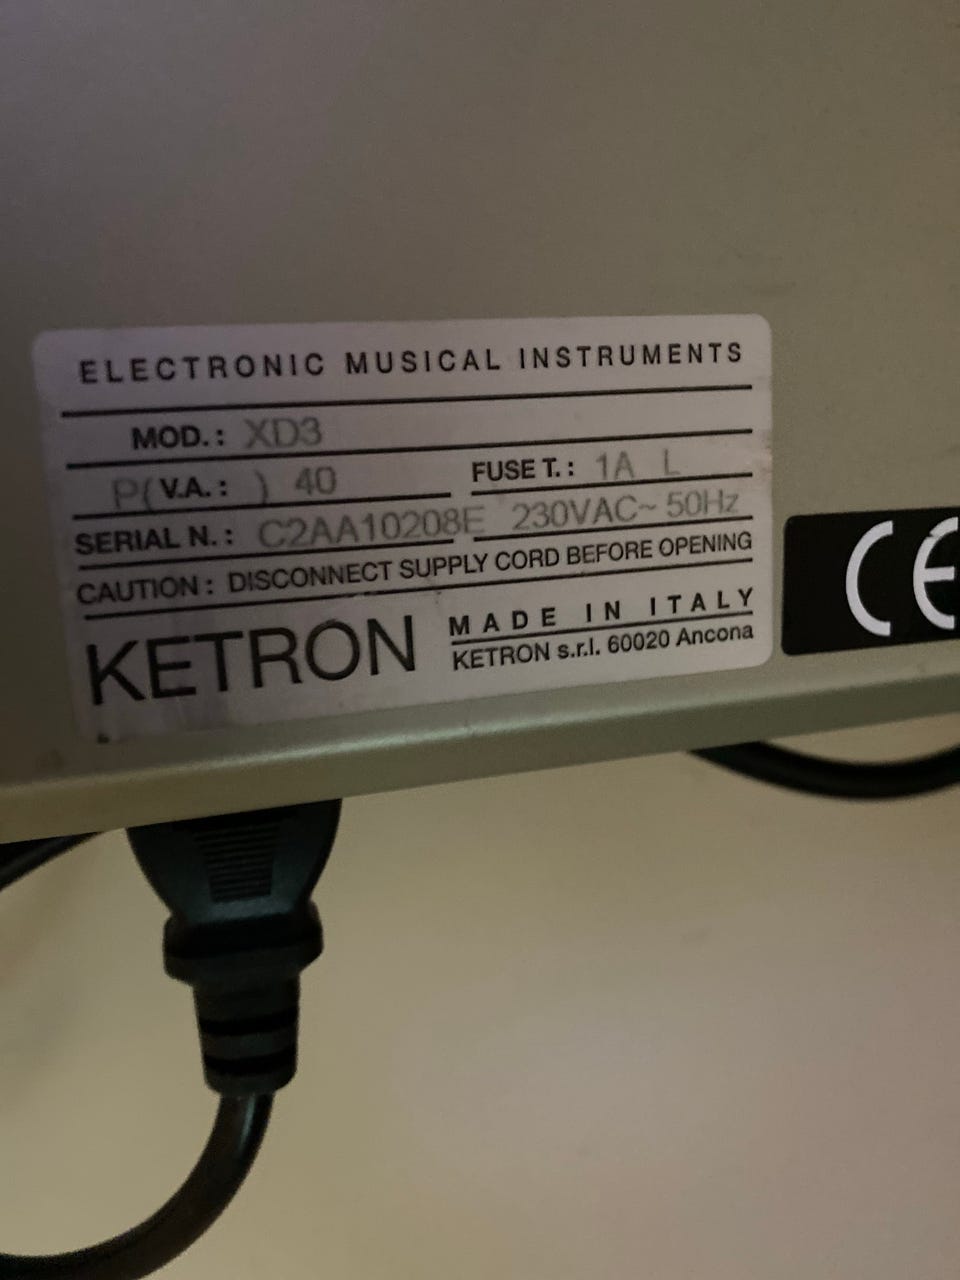 ELECTRONIC MUSICAL INSTRUMENTS
MOD.: XD3
P( V.A.: ) 40 FUSE T.: 1A L
SERIAL N.: C2AA10208E 230VAC~ 50Hz
CAUTION: DISCONNECT SUPPLY CORD BEFORE OPENING
KETRON MADE IN ITALY
KETRON s.r.l. 60020 Ancona
CE